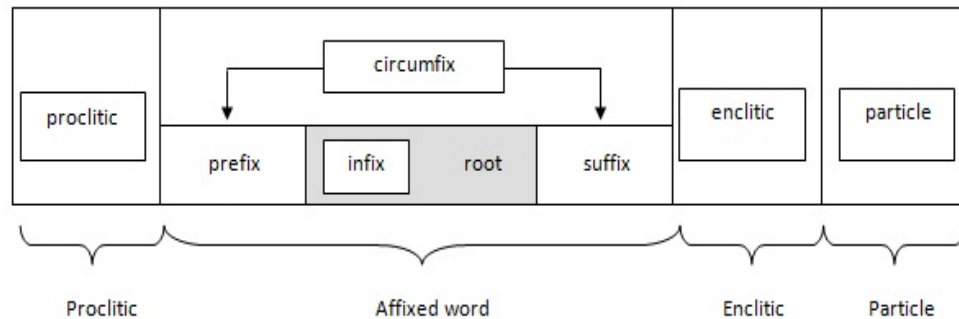 circumfix
proclitic enclitic particle
prefix infix root suffix
Proclitic Affixed word Enclitic Particle